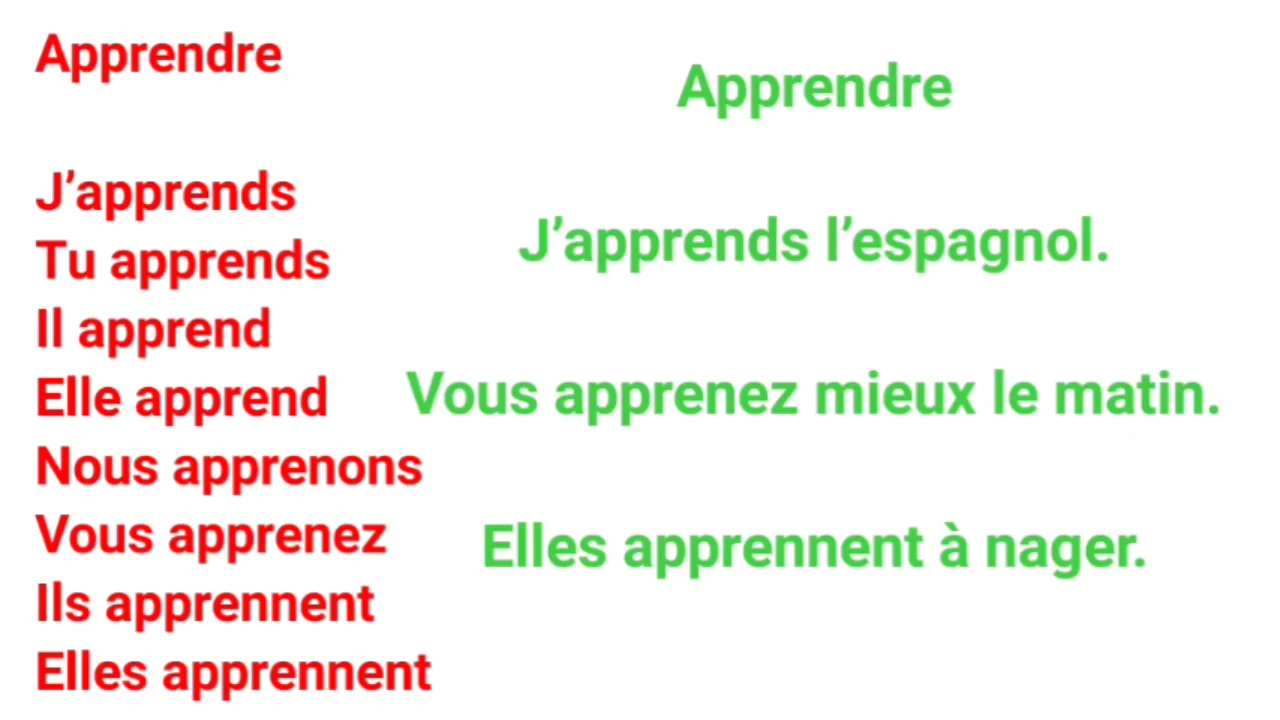 Apprendre
J’apprends
Tu apprends
Il apprend
Elle apprend
Nous apprenons
Vous apprenez
Ils apprennent
Elles apprennent
Apprendre
J’apprends l’espagnol.
Vous apprenez mieux le matin.
Elles apprennent à nager.